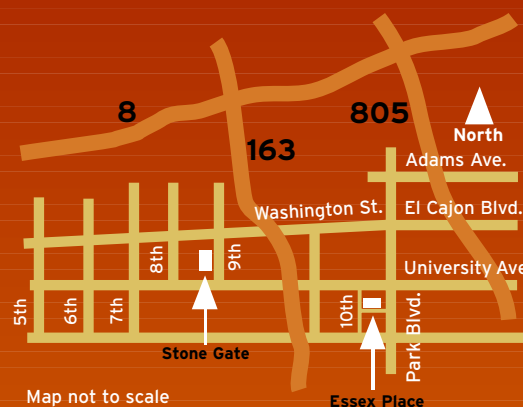 8
805
North
163
Adams Ave.
Washington St.
El Cajon Blvd.
8th
9th
University Ave
5th
6th
7th
10th
Park Blvd.
Stone Gate
Map not to scale
Essex Place